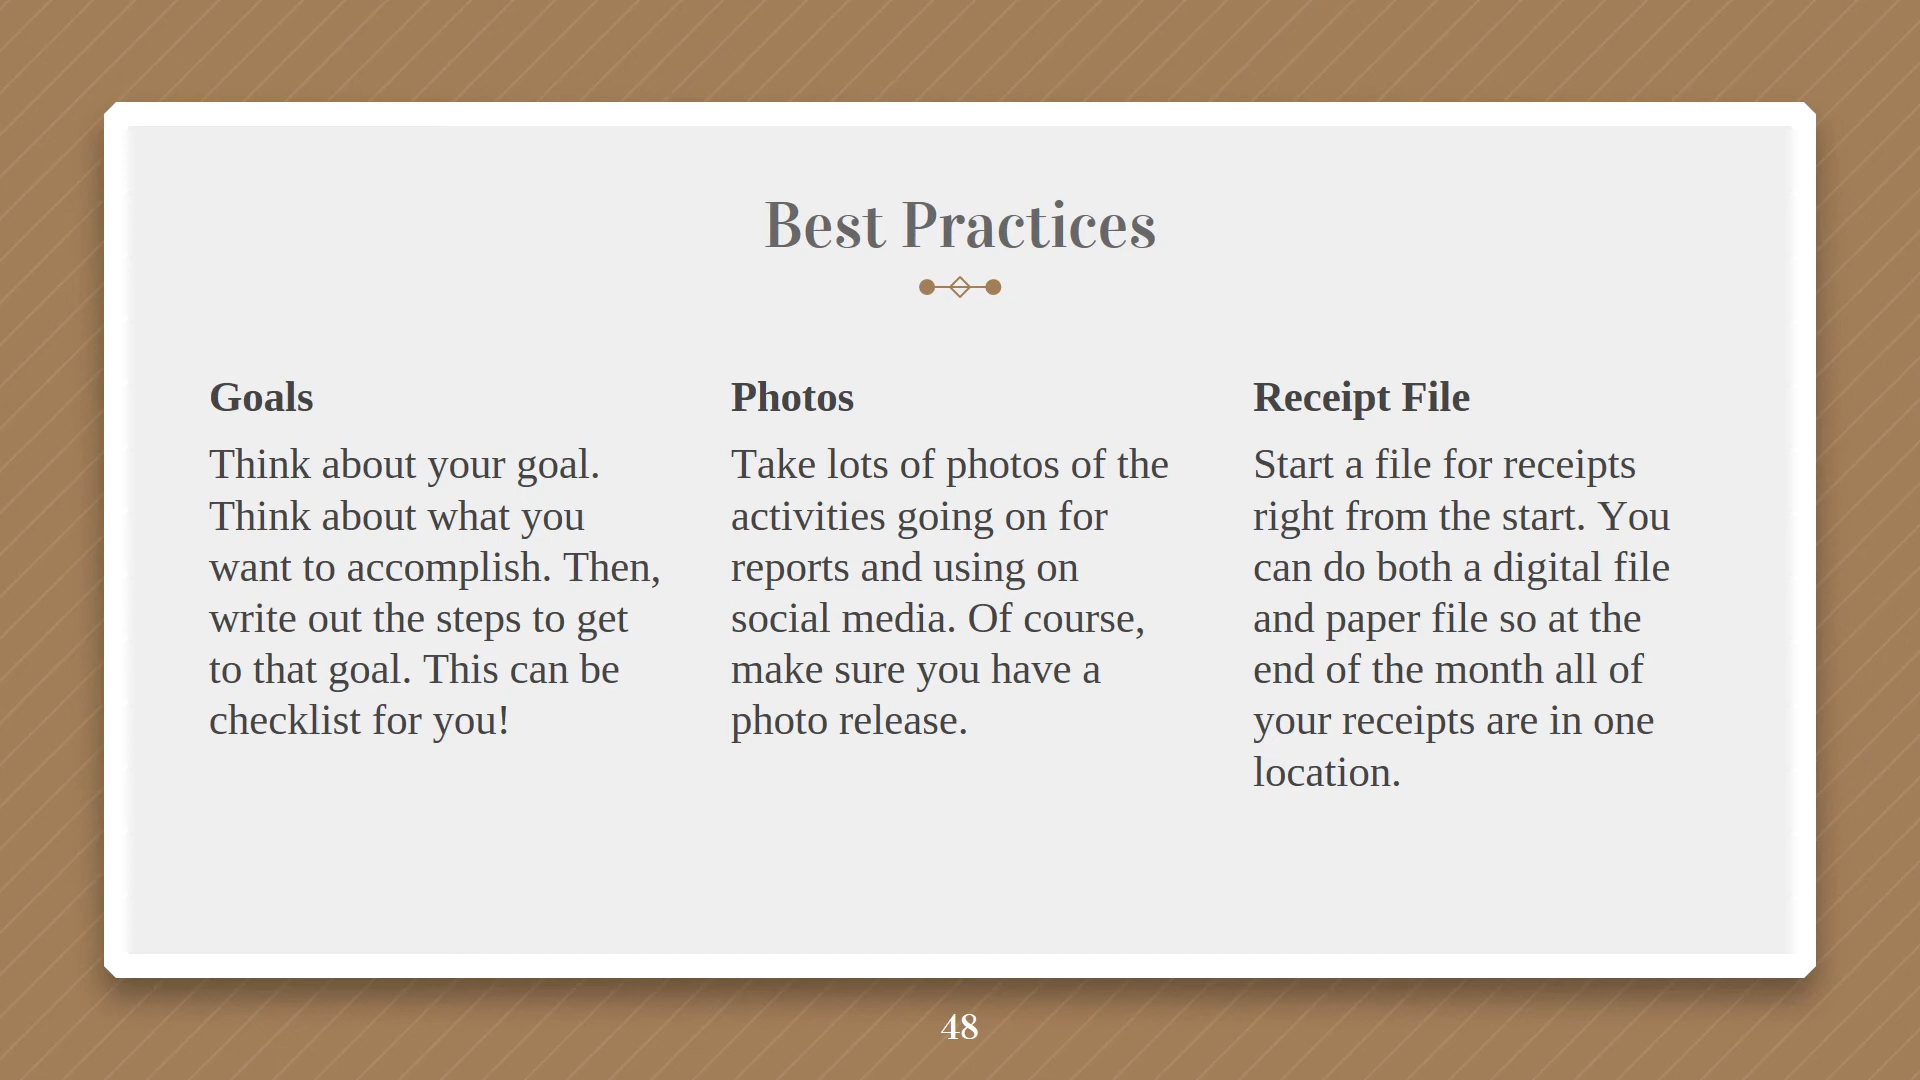 Best Practices
Goals
Think about your goal.
Think about what you
want to accomplish. Then,
write out the steps to get
to that goal. This can be
checklist for you!
Photos
Take lots of photos of the
activities going on for
reports and using on
social media. Of course,
make sure you have a
photo release.
Receipt File
Start a file for receipts
right from the start. You
can do both a digital file
and paper file so at the
end of the month all of
your receipts are in one
location.
48